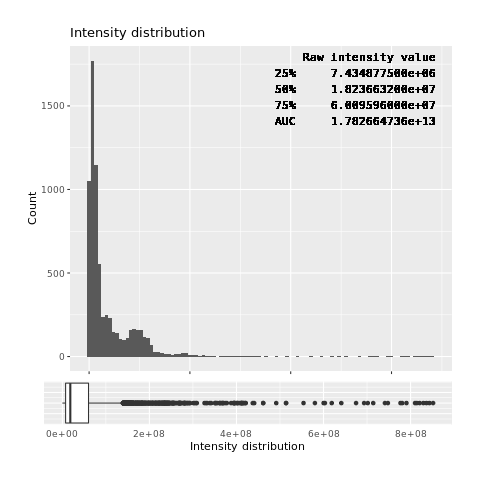 Intensity distribution
Raw intensity value
25% 7.434877500e+06
50% 1.823663200e+07
75% 6.009596000e+07
AUC 1.782664736e+13
1500
1000
500
0
Count
0e+00 2e+08 4e+08 6e+08 8e+08
Intensity distribution